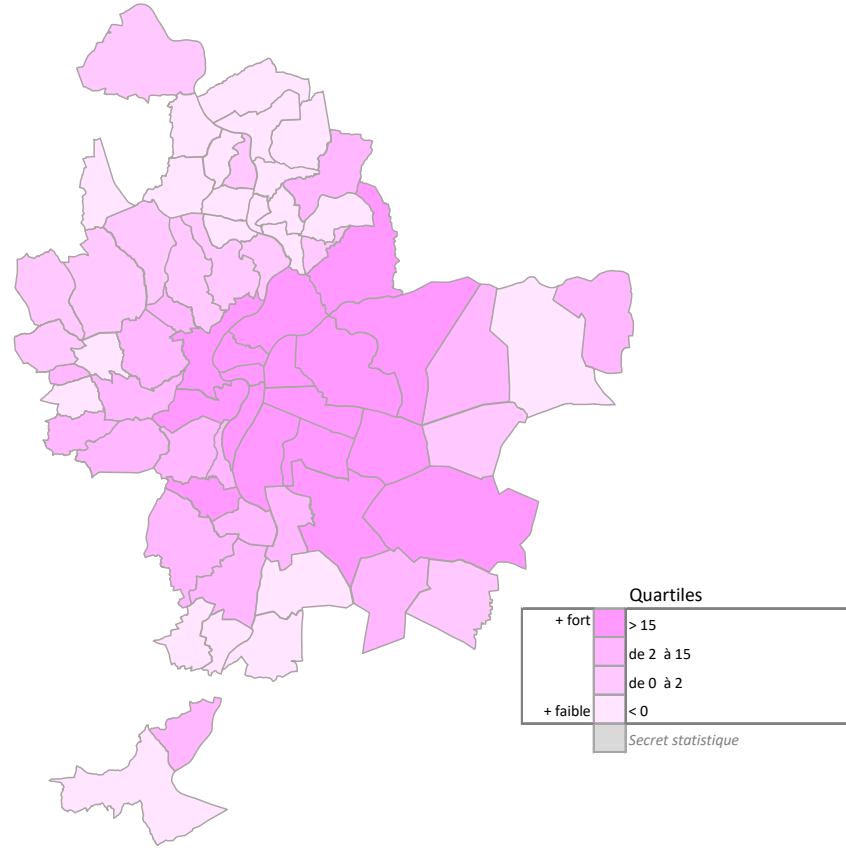 Quartiles
+ fort > 15
de 2 à 15
de 0 à 2
+ faible < 0
Secret statistique